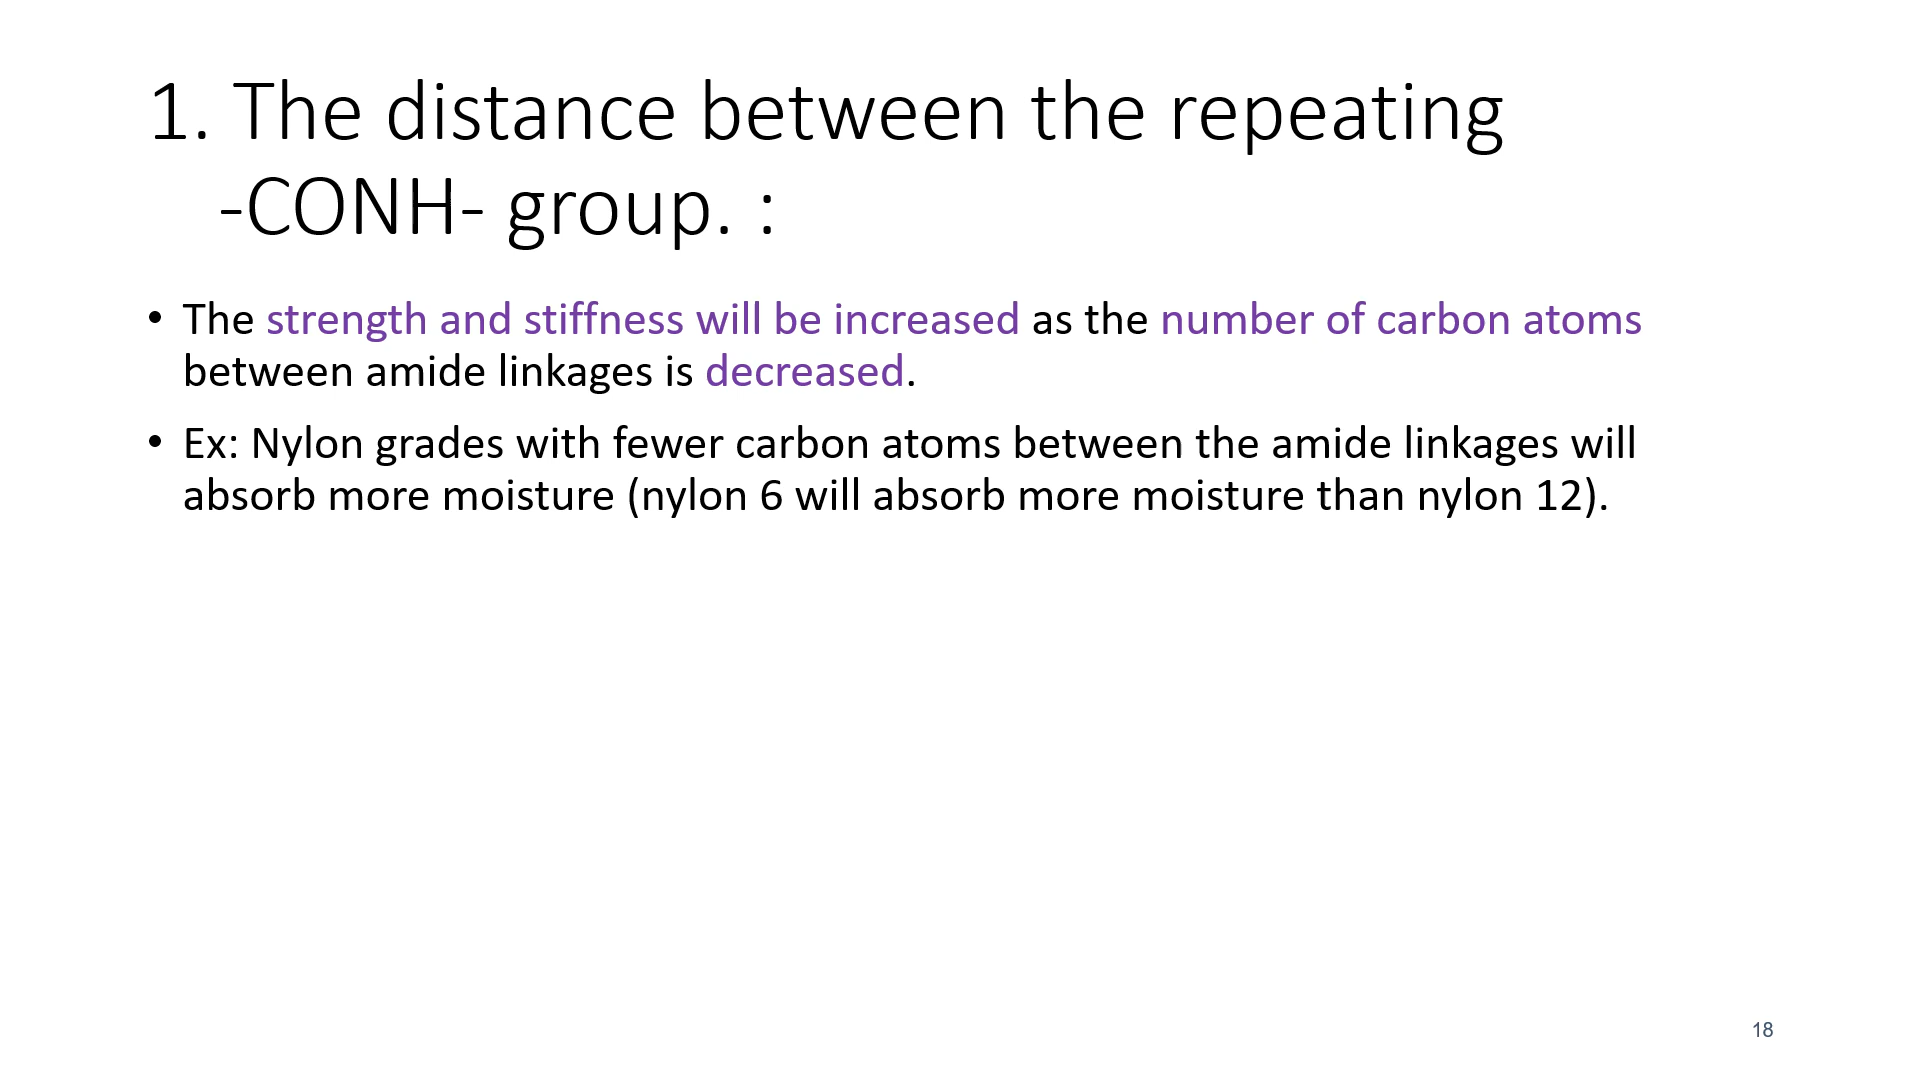 1. The distance between the repeating
-CONH- group. :
• The strength and stiffness will be increased as the number of carbon atoms
between amide linkages is decreased.
• Ex: Nylon grades with fewer carbon atoms between the amide linkages will
absorb more moisture (nylon 6 will absorb more moisture than nylon 12).
18